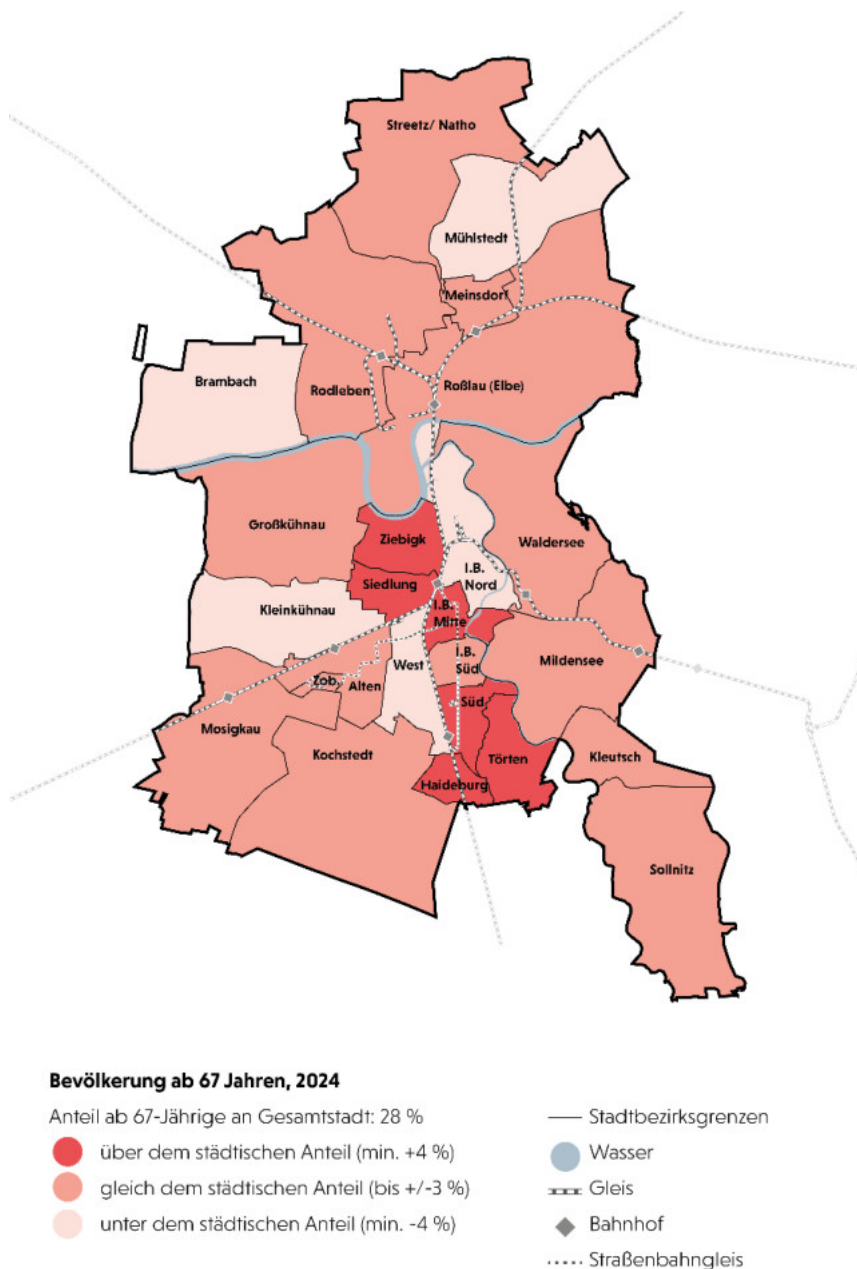 Streetz/ Natho
Mühlstedt
Meinsdorf
Brambach
Rodleben
Roßlau (Elbe)
Großkühnau
Ziebigk
Waldersee
Siedlung
I.B.
Nord
Kleinkühnau
I.B.
Mitte
West
I.B.
Süd
Mildensee
Zob.
Alten
Süd
Mosigkau
Kochstedt
Törten
Kleutsch
Haideburg
Sollnitz
Bevölkerung ab 67 Jahren, 2024
Anteil ab 67-Jährige an Gesamtstadt: 28 %
über dem städtischen Anteil (min. +4 %)
gleich dem städtischen Anteil (bis +/-3 %)
unter dem städtischen Anteil (min. -4 %)
Stadtbezirksgrenzen
Wasser
Gleis
Bahnhof
Straßenbahngleis